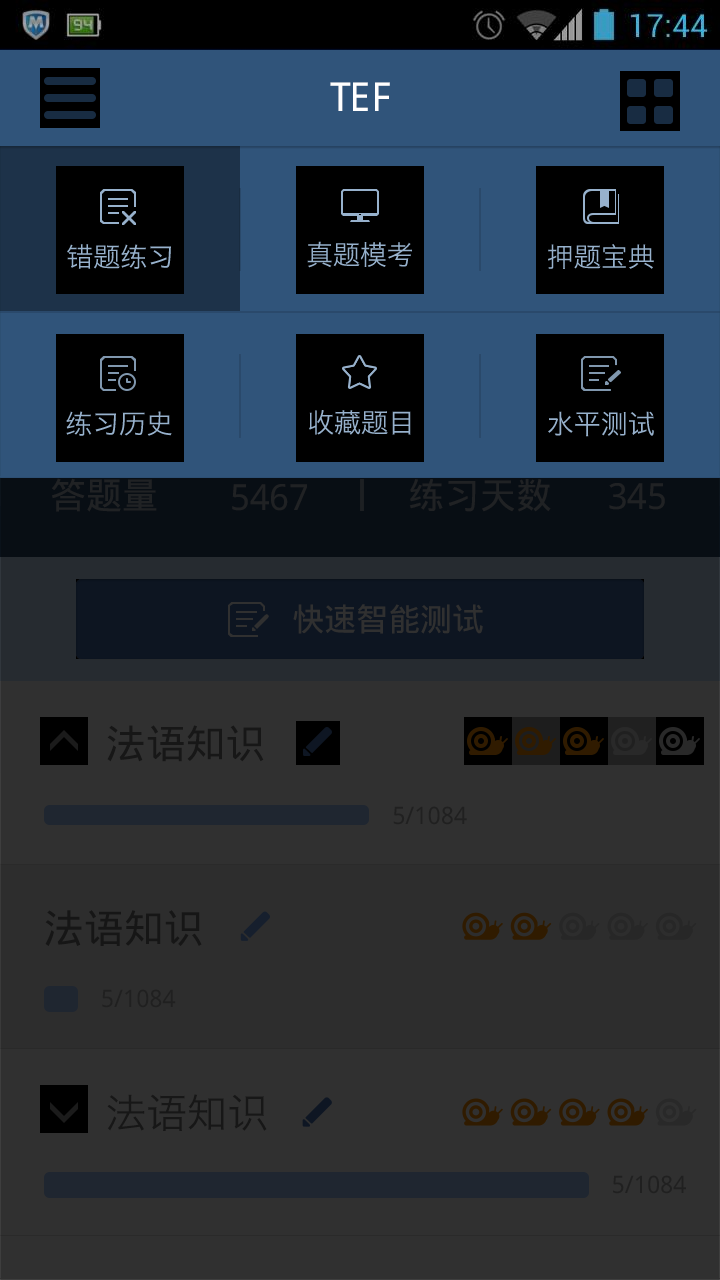 94 17:44
TEF
错题练习 真题模考 押题宝典
练习历史 收藏题目 水平测试
答题量 5467 练习天数 345
快速智能测试
法语知识
5/1084
法语知识
5/1084
法语知识
5/1084